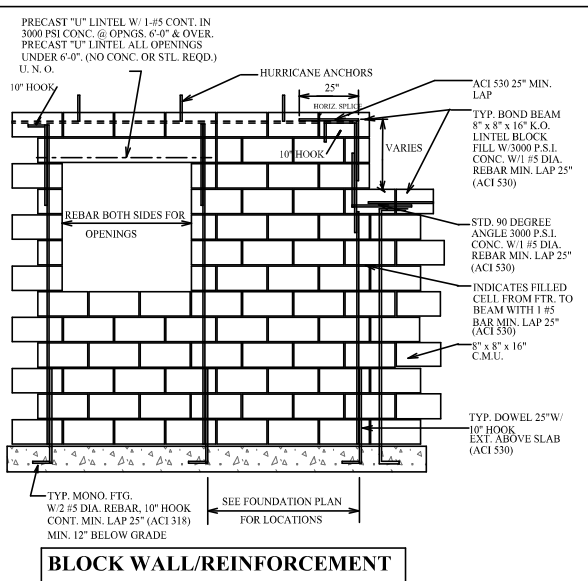 PRECAST "U" LINTEL W/ 1-#5 CONT. IN
3000 PSI CONC. @ OPNGS. 6'-0" & OVER.
PRECAST "U" LINTEL ALL OPENINGS
UNDER 6'-0". (NO CONC. OR STL. REQD.)
U. N. O.
10" HOOK
HURRICANE ANCHORS
25"
HORIZ. SPLICE
10" HOOK
VARIES
ACI 530 25" MIN.
LAP
TYP. BOND BEAM
8" x 8" x 16" K.O.
LINTEL BLOCK
FILL W/3000 P.S.I.
CONC. W/1 #5 DIA.
REBAR MIN. LAP 25"
(ACI 530)
REBAR BOTH SIDES FOR
OPENINGS
STD. 90 DEGREE
ANGLE 3000 P.S.I.
CONC. W/1 #5 DIA.
REBAR MIN. LAP 25"
(ACI 530)
INDICATES FILLED
CELL FROM FTR. TO
BEAM WITH 1 #5
BAR MIN. LAP 25"
(ACI 530)
8" x 8" x 16"
C.M.U.
TYP. DOWEL 25"W/
10" HOOK
EXT. ABOVE SLAB
(ACI 530)
TYP. MONO. FTG.
W/2 #5 DIA. REBAR, 10" HOOK
CONT. MIN. LAP 25" (ACI 318)
MIN. 12" BELOW GRADE
SEE FOUNDATION PLAN
FOR LOCATIONS
BLOCK WALL/REINFORCEMENT